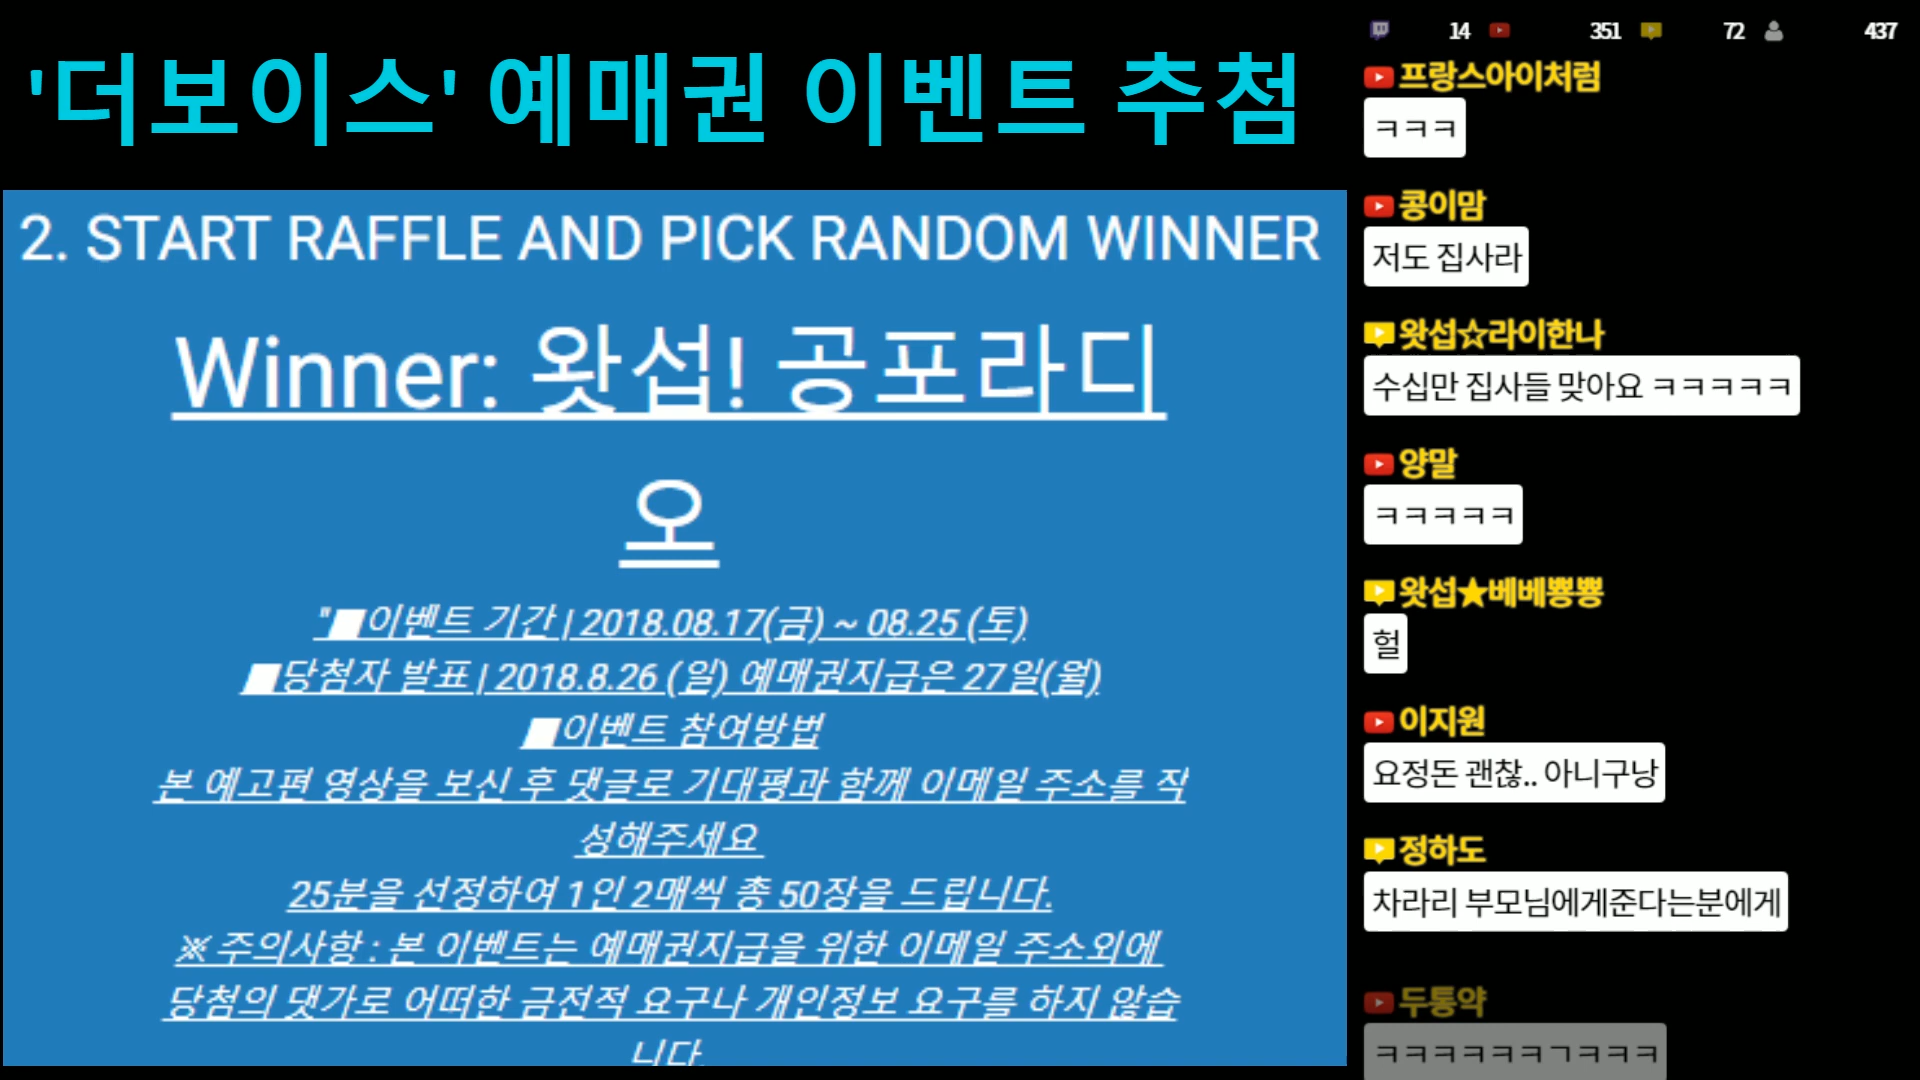 '더보이스' 예매권 이벤트 추첨
2. START RAFFLE AND PICK RANDOM WINNER
Winner: 왓섭! 공포라디
오
"■이벤트 기간 | 2018.08.17(금) ~ 08.25 (토)
■당첨자 발표 | 2018.8.26 (일) 예매권지급은 27일(월)
■이벤트 참여방법
본 예고편 영상을 보신 후 댓글로 기대평과 함께 이메일 주소를 작
성해주세요
25분을 선정하여 1인 2매씩 총 50장을 드립니다.
※ 주의사항 : 본 이벤트는 예매권지급을 위한 이메일 주소외에
당첨의 댓가로 어떠한 금전적 요구나 개인정보 요구를 하지 않습
니다
14 351 72 437
프랑스아이처럼
ㅋㅋㅋ
콩이맘
저도 집사라
왓섭☆라이한나
수십만 집사들 맞아요 ㅋㅋㅋㅋㅋ
양말
ㅋㅋㅋㅋㅋ
왓섭★베베뿅뿅
헐
이지원
요정돈 괜찮.. 아니구낭
정하도
차라리 부모님에게준다는분에게
두통약
ㅋㅋㅋㅋㅋㅋㄱㅋㅋㅋ